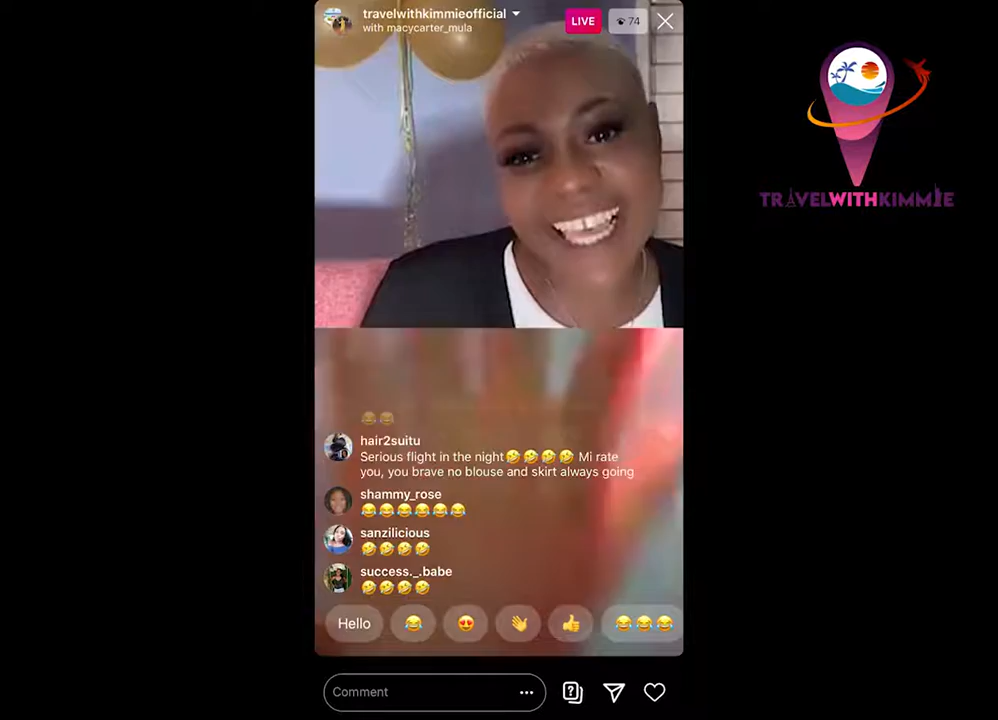 travelwithkimmieofficial
with macycarter_mula
LIVE
74
TRAVELWITHKIMMIE
😂😂
hair2suitu
Serious flight in the night🤣🤣🤣🤣 Mi rate
you, you brave no blouse and skirt always going
shammy_rose
😂😂😂😂😂😂
sanzilicious
🤣🤣🤣🤣
success._.babe
🤣🤣🤣🤣
Hello 😂 😍 👋 👍 😂😂😂
Comment